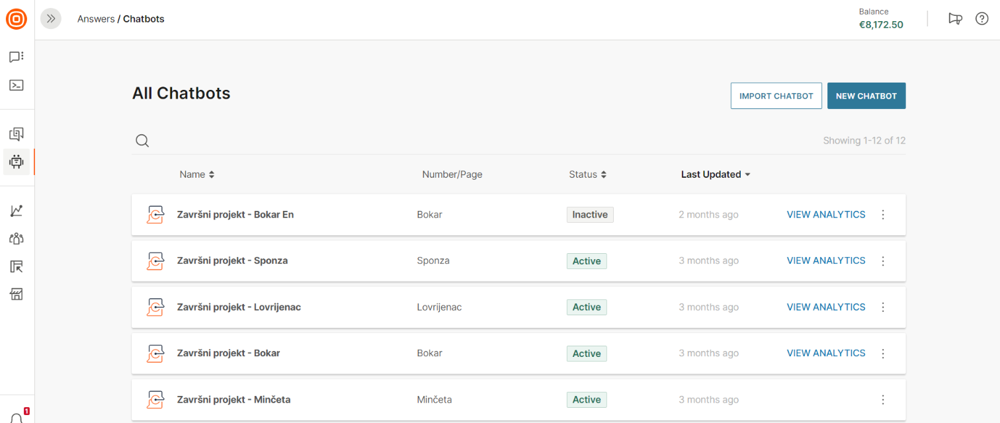 Answers / Chatbots
Balance
€8,172.50
All Chatbots
IMPORT CHATBOT
NEW CHATBOT
Showing 1-12 of 12
Name Number/Page Status Last Updated
Završni projekt - Bokar En Bokar Inactive 2 months ago VIEW ANALYTICS
Završni projekt - Sponza Sponza Active 3 months ago VIEW ANALYTICS
Završni projekt - Lovrijenac Lovrijenac Active 3 months ago VIEW ANALYTICS
Završni projekt - Bokar Bokar Active 3 months ago VIEW ANALYTICS
Završni projekt - Minčeta Minčeta Active 3 months ago
1